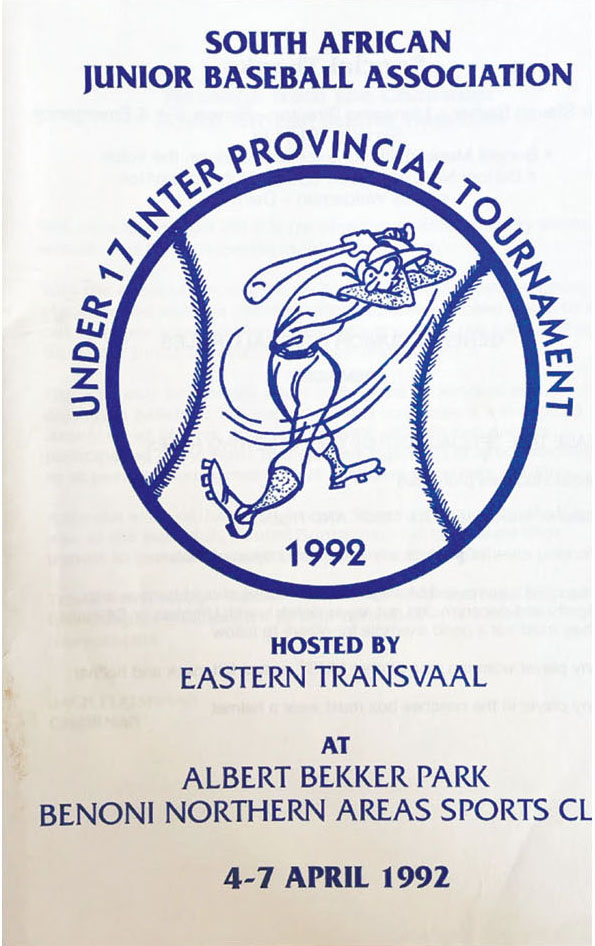 SOUTH AFRICAN
JUNIOR BASEBALL ASSOCIATION
UNDER 17 INTER PROVINCIAL TOURNAMENT
1992
HOSTED BY
EASTERN TRANSVAAL
AT
ALBERT BEKKER PARK
BENONI NORTHERN AREAS SPORTS CL
4-7 APRIL 1992